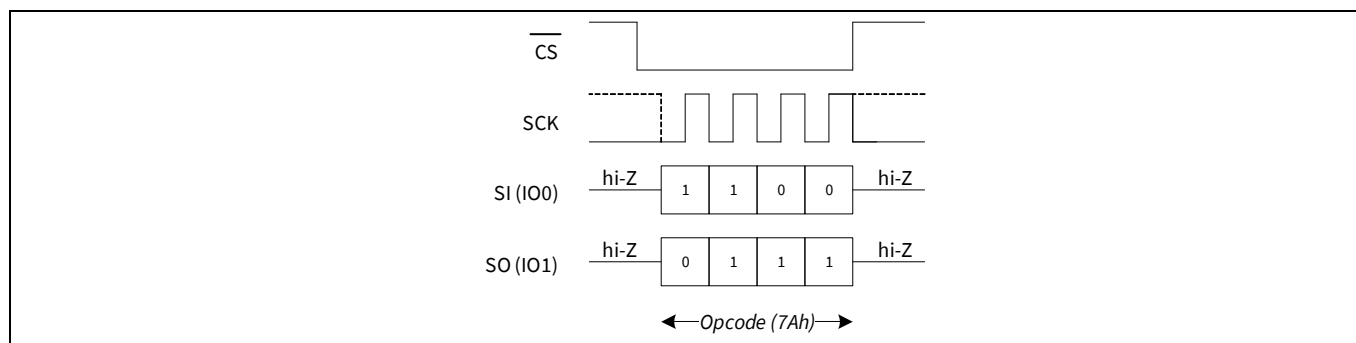 CS
SCK
SI (IO0) hi-Z 1 1 0 0 hi-Z
SO (IO1) hi-Z 0 1 1 1 hi-Z
Opcode (7Ah)